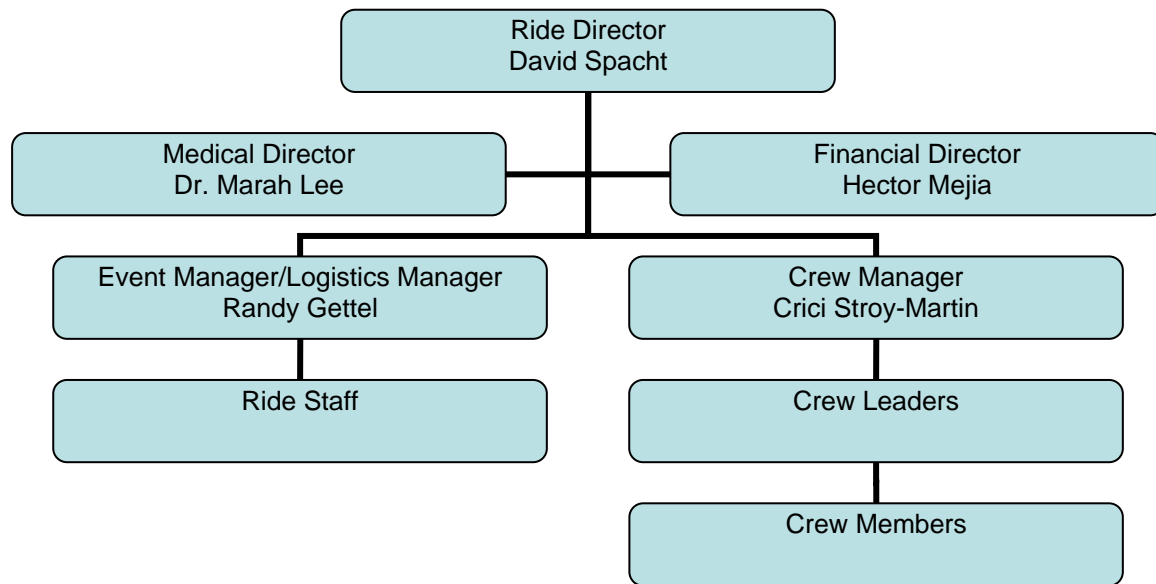 Ride Director
David Spacht
Medical Director
Dr. Marah Lee
Financial Director
Hector Mejia
Event Manager/Logistics Manager
Randy Gettel
Crew Manager
Crici Stroy-Martin
Ride Staff
Crew Leaders
Crew Members